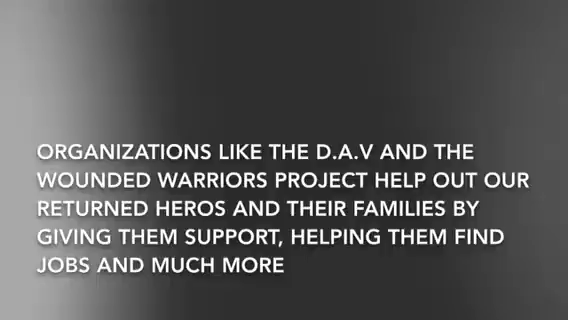 ORGANIZATIONS LIKE THE D.A.V AND THE
WOUNDED WARRIORS PROJECT HELP OUT OUR
RETURNED HEROS AND THEIR FAMILIES BY
GIVING THEM SUPPORT, HELPING THEM FIND
JOBS AND MUCH MORE